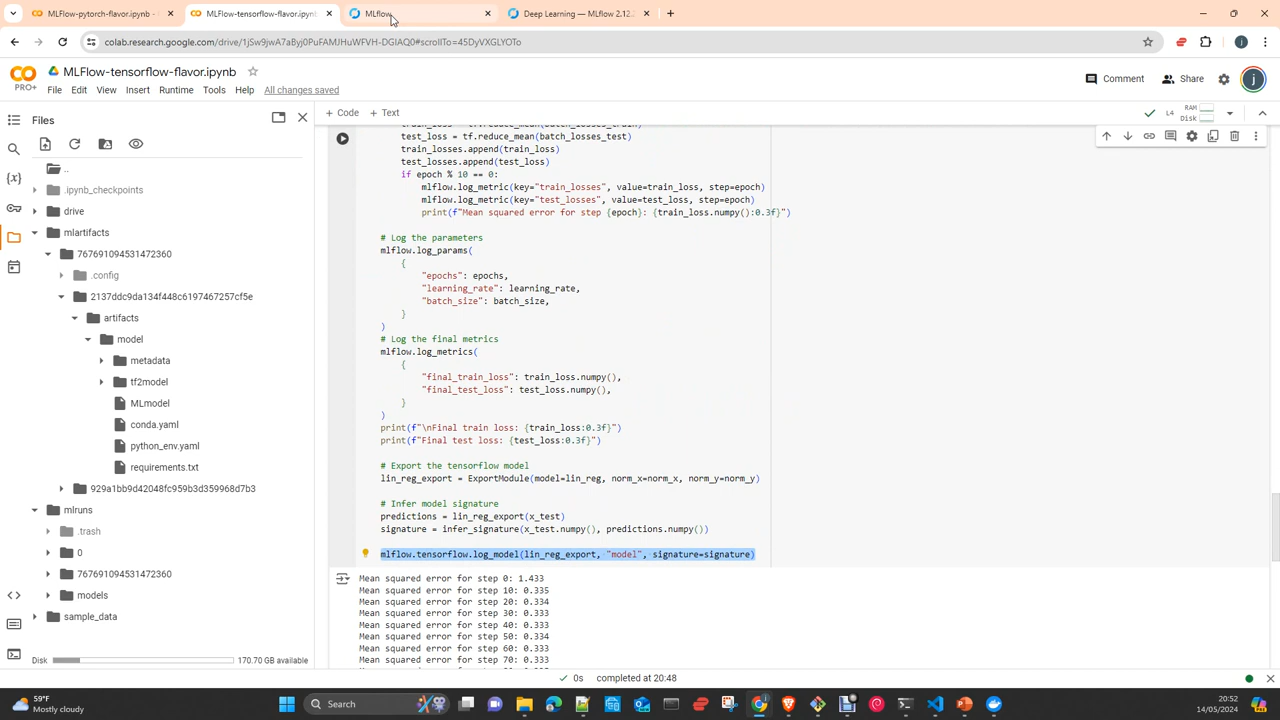 MLFlow-pytorch-flavor.ipynb -
MLFlow-tensorflow-flavor.ipynb
MLflow
Deep Learning — MLflow 2.12.
colab.research.google.com/drive/1jSw9jwA7aByj0PuFAMJHuWFVH-DGIAQ0#scrollTo=45DyVXGLYOTo
PRO+
MLFlow-tensorflow-flavor.ipynb
File Edit View Insert Runtime Tools Help All changes saved
Comment
Share
j
Files
+ Code + Text
L4
RAM
Disk
..
.ipynb_checkpoints
drive
mlartifacts
767691094531472360
.config
2137ddc9da134f448c6197467257cf5e
artifacts
model
metadata
tf2model
MLmodel
conda.yaml
python_env.yaml
requirements.txt
929a1bb9d42048fc959b3d359968d7b3
mlruns
.trash
0
767691094531472360
models
sample_data
Disk
170.70 GB available
test_loss = tf.reduce_mean(batch_losses_test)
train_losses.append(train_loss)
test_losses.append(test_loss)
if epoch % 10 == 0:
mlflow.log_metric(key="train_losses", value=train_loss, step=epoch)
mlflow.log_metric(key="test_losses", value=test_loss, step=epoch)
print(f"Mean squared error for step {epoch}: {train_loss.numpy():0.3f}")
# Log the parameters
mlflow.log_params(
{
"epochs": epochs,
"learning_rate": learning_rate,
"batch_size": batch_size,
}
)
# Log the final metrics
mlflow.log_metrics(
{
"final_train_loss": train_loss.numpy(),
"final_test_loss": test_loss.numpy(),
}
)
print(f"\nFinal train loss: {train_loss:0.3f}")
print(f"Final test loss: {test_loss:0.3f}")
# Export the tensorflow model
lin_reg_export = ExportModule(model=lin_reg, norm_x=norm_x, norm_y=norm_y)
# Infer model signature
predictions = lin_reg_export(x_test)
signature = infer_signature(x_test.numpy(), predictions.numpy())
mlflow.tensorflow.log_model(lin_reg_export, "model", signature=signature)
Mean squared error for step 0: 1.433
Mean squared error for step 10: 0.335
Mean squared error for step 20: 0.334
Mean squared error for step 30: 0.333
Mean squared error for step 40: 0.333
Mean squared error for step 50: 0.334
Mean squared error for step 60: 0.333
Mean squared error for step 70: 0.333
0s completed at 20:48
59°F
Mostly cloudy
Search
20:52
14/05/2024